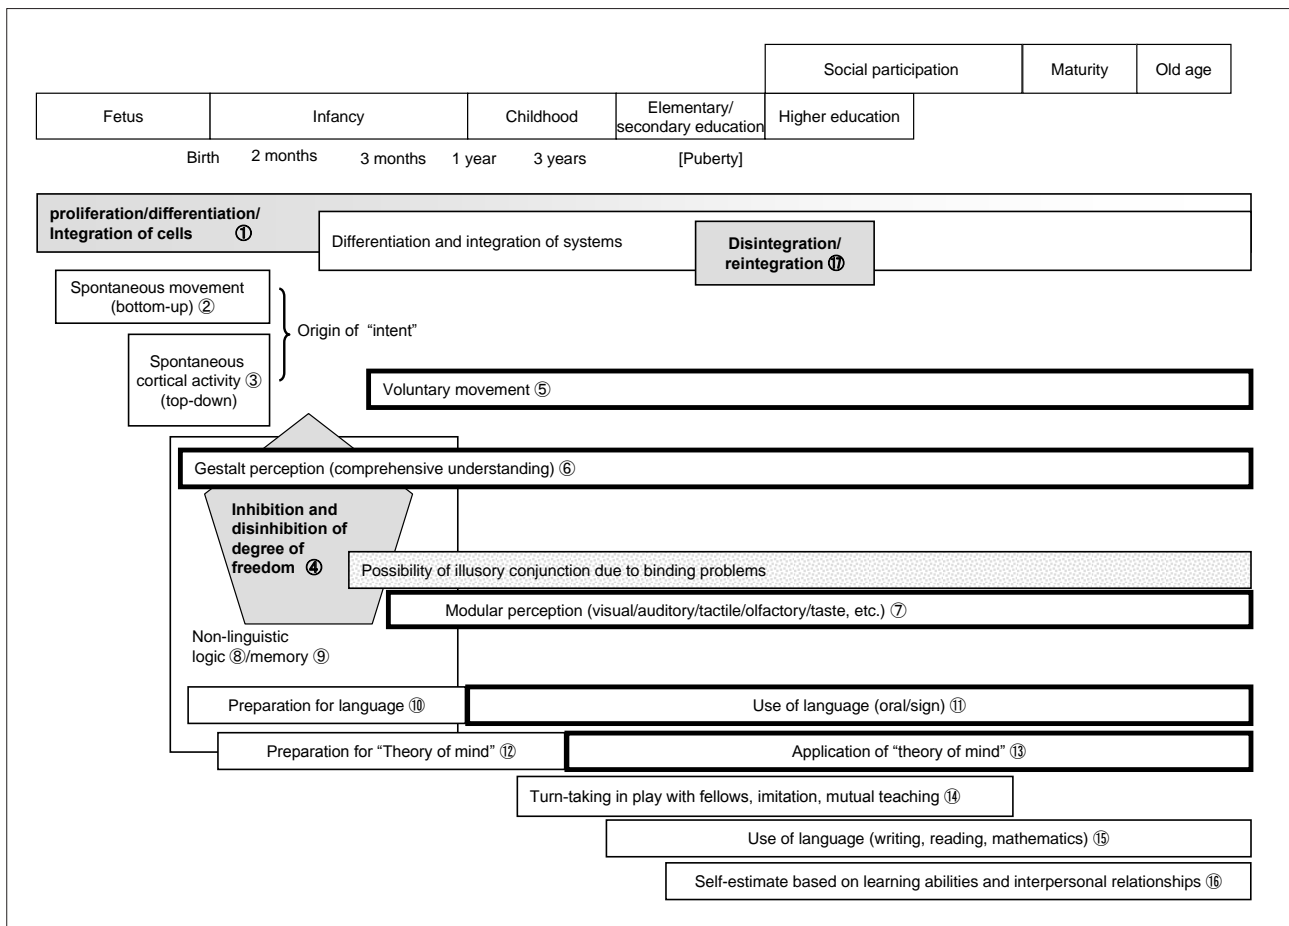 Social participation
Maturity
Old age
Fetus
Infancy
Childhood
Elementary/
secondary education
Higher education
Birth
2 months
3 months
1 year
3 years
[Puberty]
proliferation/differentiation/
Integration of cells ①
Differentiation and integration of systems
Disintegration/
reintegration ⑰
Spontaneous movement
(bottom-up) ②
Origin of “intent”
Spontaneous
cortical activity ③
(top-down)
Voluntary movement ⑤
Gestalt perception (comprehensive understanding) ⑥
Inhibition and
disinhibition of
degree of
freedom ④
Possibility of illusory conjunction due to binding problems
Modular perception (visual/auditory/tactile/olfactory/taste, etc.) ⑦
Non-linguistic
logic ⑧/memory ⑨
Preparation for language ⑩
Use of language (oral/sign) ⑪
Preparation for “Theory of mind” ⑫
Application of “theory of mind” ⑬
Turn-taking in play with fellows, imitation, mutual teaching ⑭
Use of language (writing, reading, mathematics) ⑮
Self-estimate based on learning abilities and interpersonal relationships ⑯